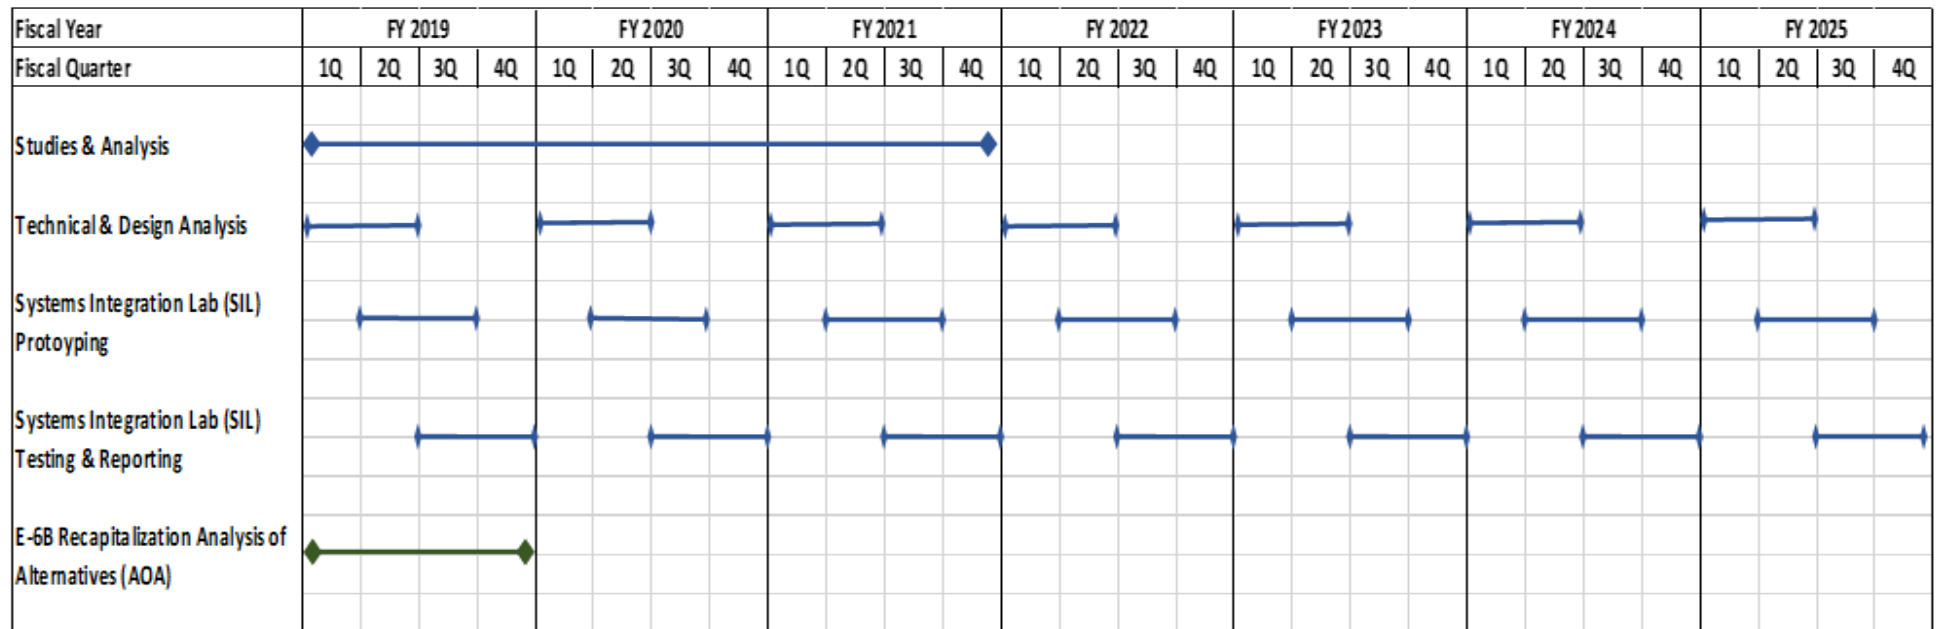 Fiscal Year FY 2019 FY 2020 FY 2021 FY 2022 FY 2023 FY 2024 FY 2025
Fiscal Quarter 1Q 2Q 3Q 4Q 1Q 2Q 3Q 4Q 1Q 2Q 3Q 4Q 1Q 2Q 3Q 4Q 1Q 2Q 3Q 4Q 1Q 2Q 3Q 4Q 1Q 2Q 3Q 4Q
Studies & Analysis
Technical & Design Analysis
Systems Integration Lab (SIL)
Protoyping
Systems Integration Lab (SIL)
Testing & Reporting
E-6B Recapitalization Analysis of
Alternatives (AOA)